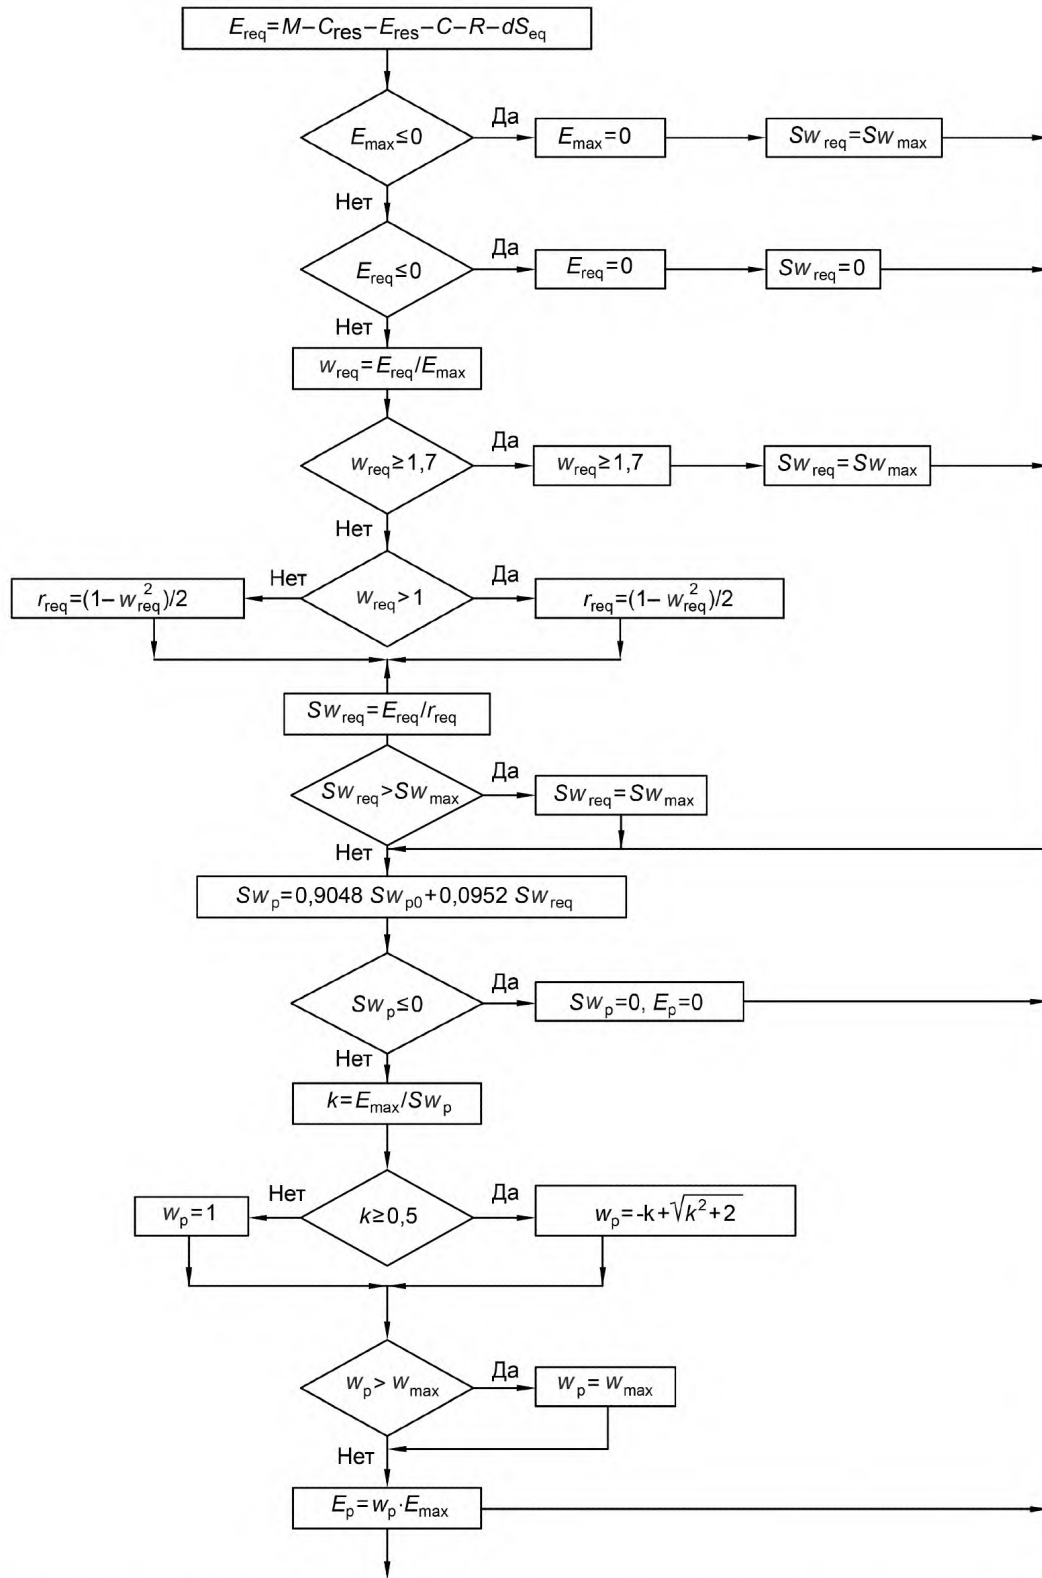 E_req=M–C_res–E_res–C–R–dS_eq
Да
E_max≤0
E_max=0
Sw_req=Sw_max
Нет
Да
E_req≤0
E_req=0
Sw_req=0
Нет
w_req=E_req/E_max
Да
w_req≥1,7
w_req≥1,7
Sw_req=Sw_max
Нет
Нет
Да
r_req=(1–w_req^2)/2
w_req>1
r_req=(1–w_req^2)/2
Sw_req=E_req/r_req
Да
Sw_req>Sw_max
Sw_req=Sw_max
Нет
Sw_p=0,9048 Sw_p0+0,0952 Sw_req
Да
Sw_p≤0
Sw_p=0, E_p=0
Нет
k=E_max/Sw_p
Нет
Да
w_p=1
k≥0,5
w_p=-k+√k^2+2
Да
w_p>w_max
w_p=w_max
Нет
E_p=w_p·E_max